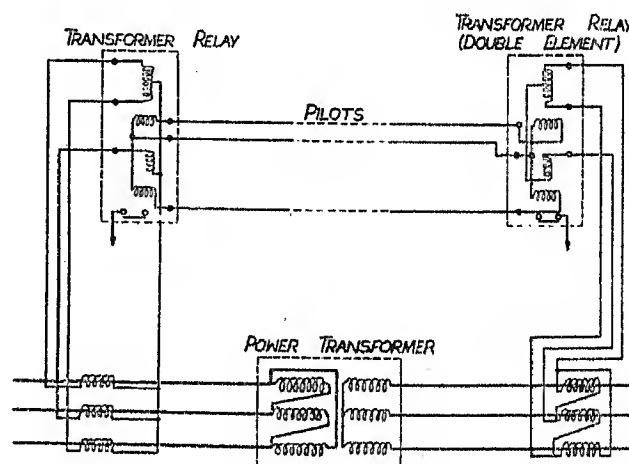 TRANSFORMER RELAY
TRANSFORMER RELAY
(DOUBLE ELEMENT)
PILOTS
POWER TRANSFORMER